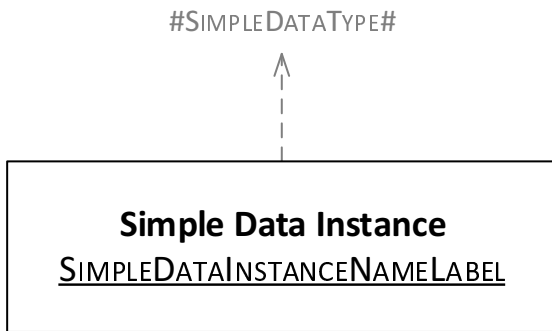 #SIMPLEDATATYPE#
Simple Data Instance
SIMPLEDATAINSTANCENAMELABEL